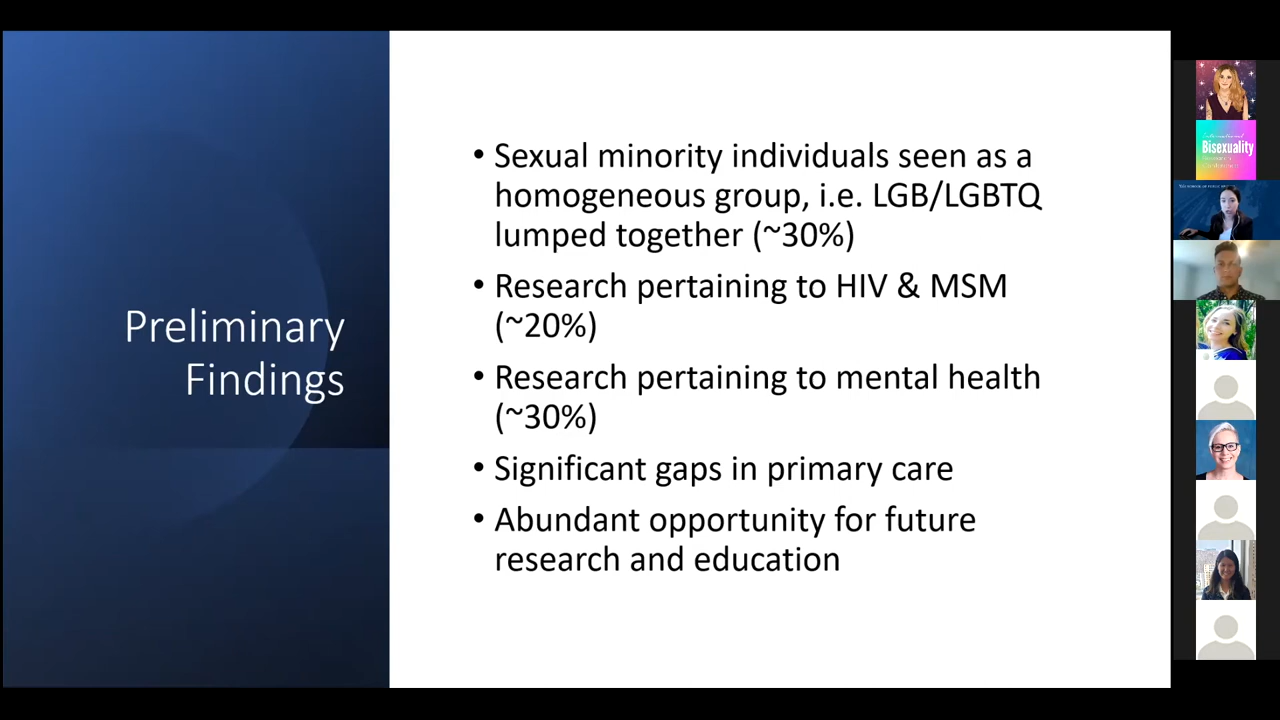 Preliminary
Findings
• Sexual minority individuals seen as a
homogeneous group, i.e. LGB/LGBTQ
lumped together (~30%)
• Research pertaining to HIV & MSM
(~20%)
• Research pertaining to mental health
(~30%)
• Significant gaps in primary care
• Abundant opportunity for future
research and education
International
Bisexuality
Research